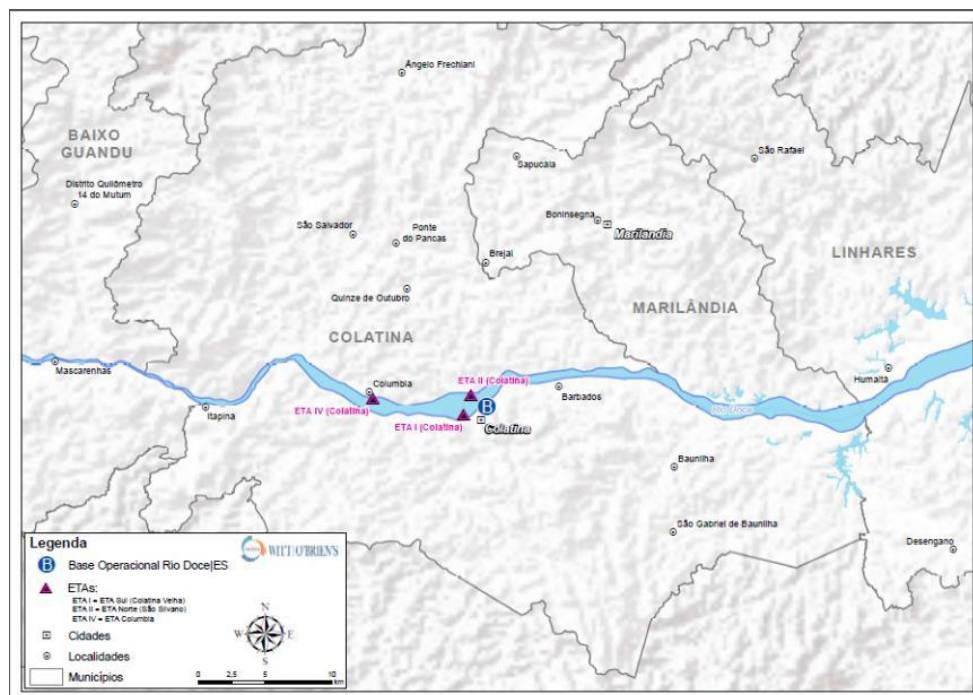 Ângelo Frechiani
BAIXO
GUANDU
Sapucaia
São Rafael
Distrito Quilômetro
14 do Mutum
Boninsegna
Marilandia
São Salvador
Ponte
do Pancas
Brejal
LINHARES
Quinze de Outubro
MARILÂNDIA
COLATINA
Mascarenhas
Columbia
ETA II (Colatina)
Humaita
Barbados
Itapina
ETA IV (Colatina)
B
Rio Doce
ETA I (Colatina)
Colatina
Baunilha
São Gabriel de Baunilha
Desengano
Legenda
WITT O'BRIEN'S
B Base Operacional Rio Doce|ES
ETAs:
ETA I = ETA Sul (Colatina Velha)
ETA II = ETA Norte (São Silvano)
ETA IV = ETA Columbia
Cidades
Localidades
Municípios
N
W E
S
0 2,5 5 10
km